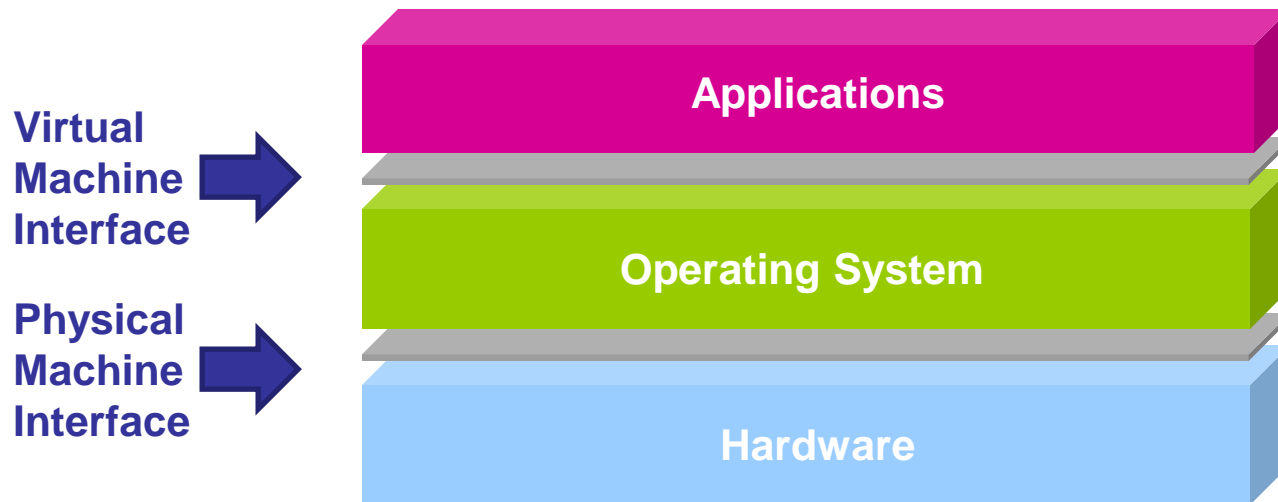 Applications
Virtual
Machine
Interface
Operating System
Physical
Machine
Interface
Hardware